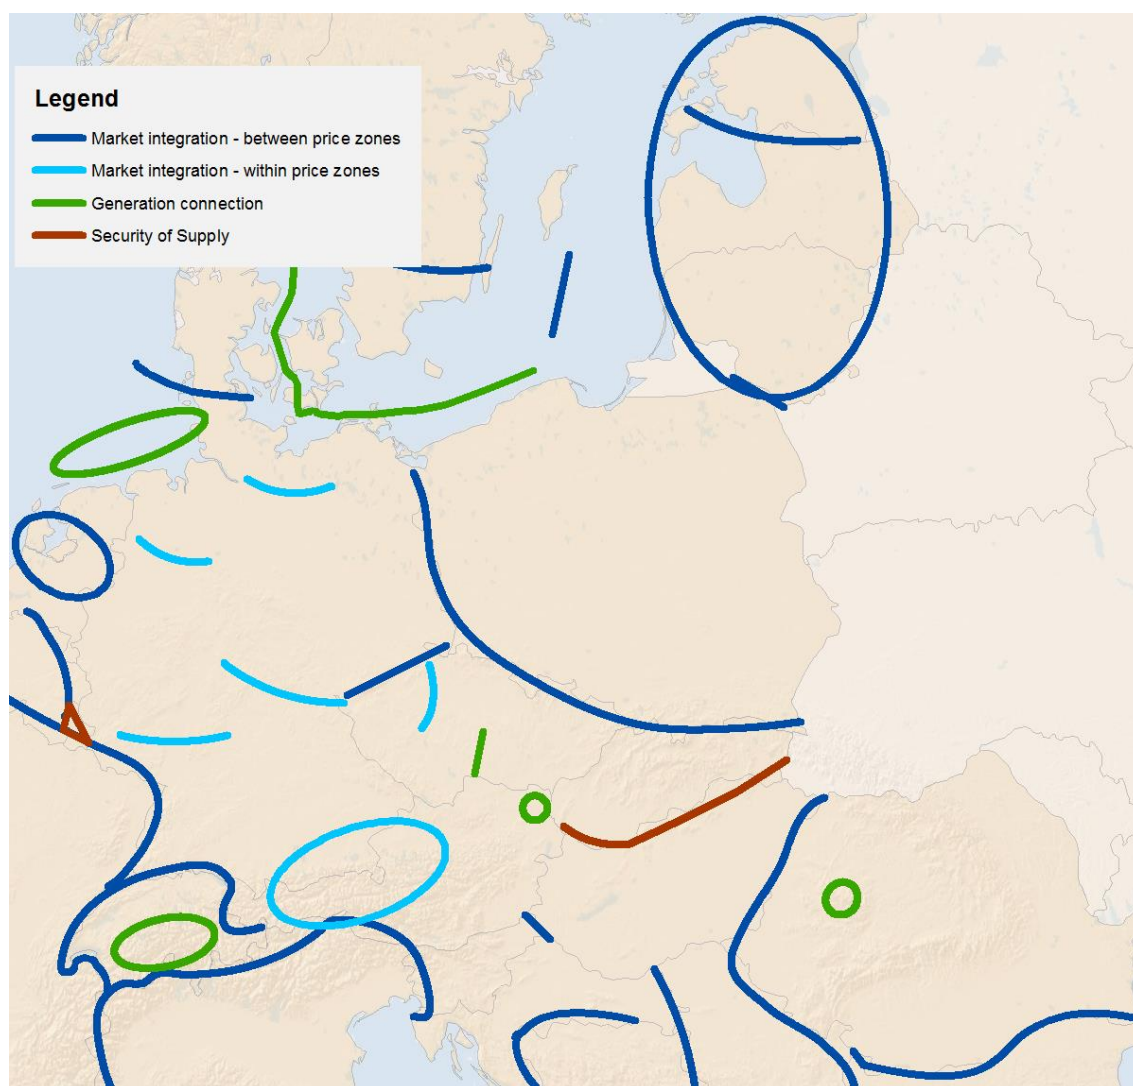 Legend
Market integration - between price zones
Market integration - within price zones
Generation connection
Security of Supply